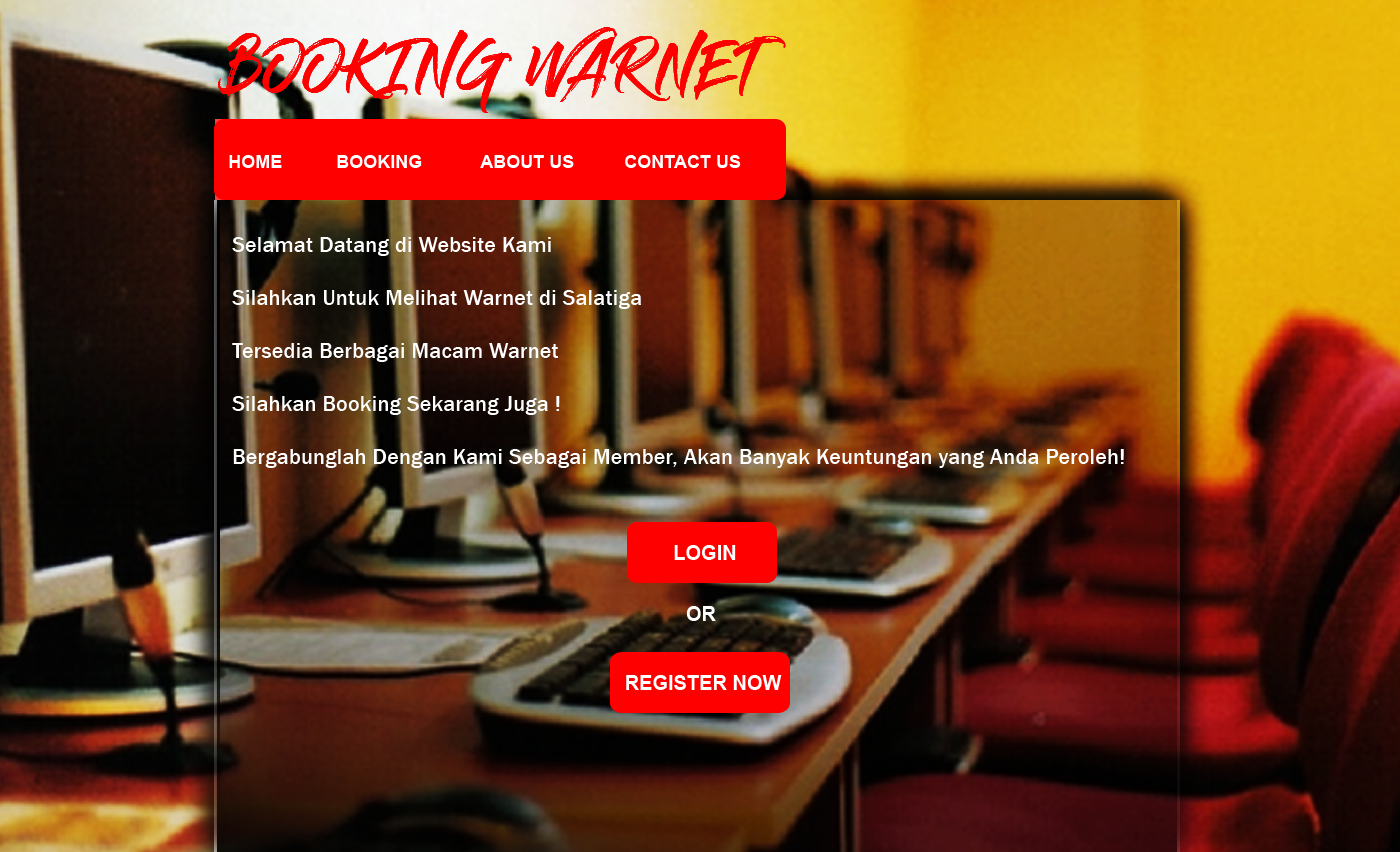 BOOKING WARNET
HOME BOOKING ABOUT US CONTACT US
Selamat Datang di Website Kami
Silahkan Untuk Melihat Warnet di Salatiga
Tersedia Berbagai Macam Warnet
Silahkan Booking Sekarang Juga !
Bergabunglah Dengan Kami Sebagai Member, Akan Banyak Keuntungan yang Anda Peroleh!
LOGIN
OR
REGISTER NOW